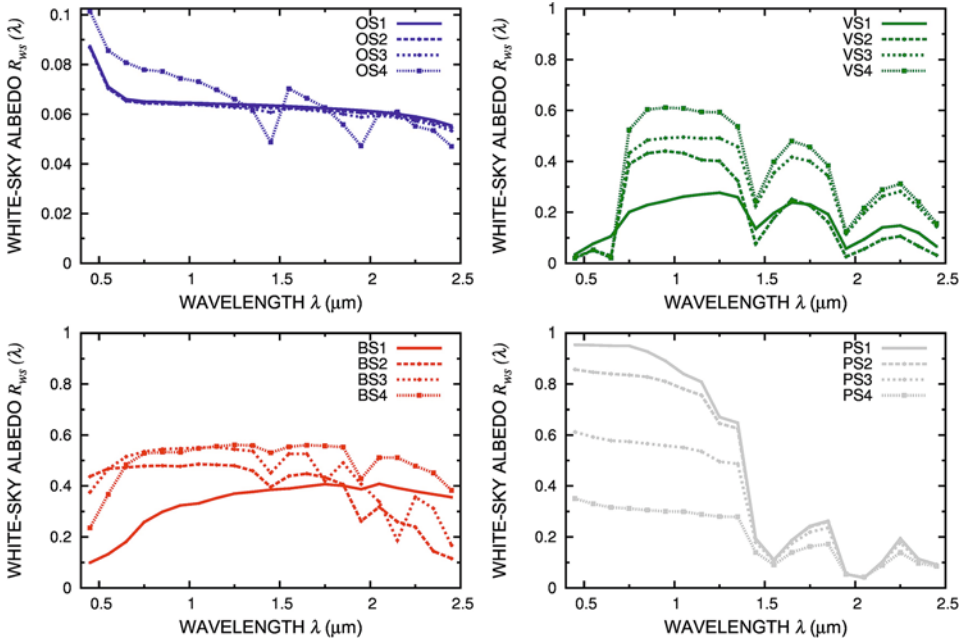 WHITE-SKY ALBEDO Rws (λ)
0.1
0.08
0.06
0.04
0.02
0
OS1
OS2
OS3
OS4
0.5 1 1.5 2 2.5
WAVELENGTH λ (μm)
WHITE-SKY ALBEDO Rws (λ)
1
0.8
0.6
0.4
0.2
0
VS1
VS2
VS3
VS4
0.5 1 1.5 2 2.5
WAVELENGTH λ (μm)
WHITE-SKY ALBEDO Rws (λ)
1
0.8
0.6
0.4
0.2
0
BS1
BS2
BS3
BS4
0.5 1 1.5 2 2.5
WAVELENGTH λ (μm)
WHITE-SKY ALBEDO Rws (λ)
1
0.8
0.6
0.4
0.2
0
PS1
PS2
PS3
PS4
0.5 1 1.5 2 2.5
WAVELENGTH λ (μm)